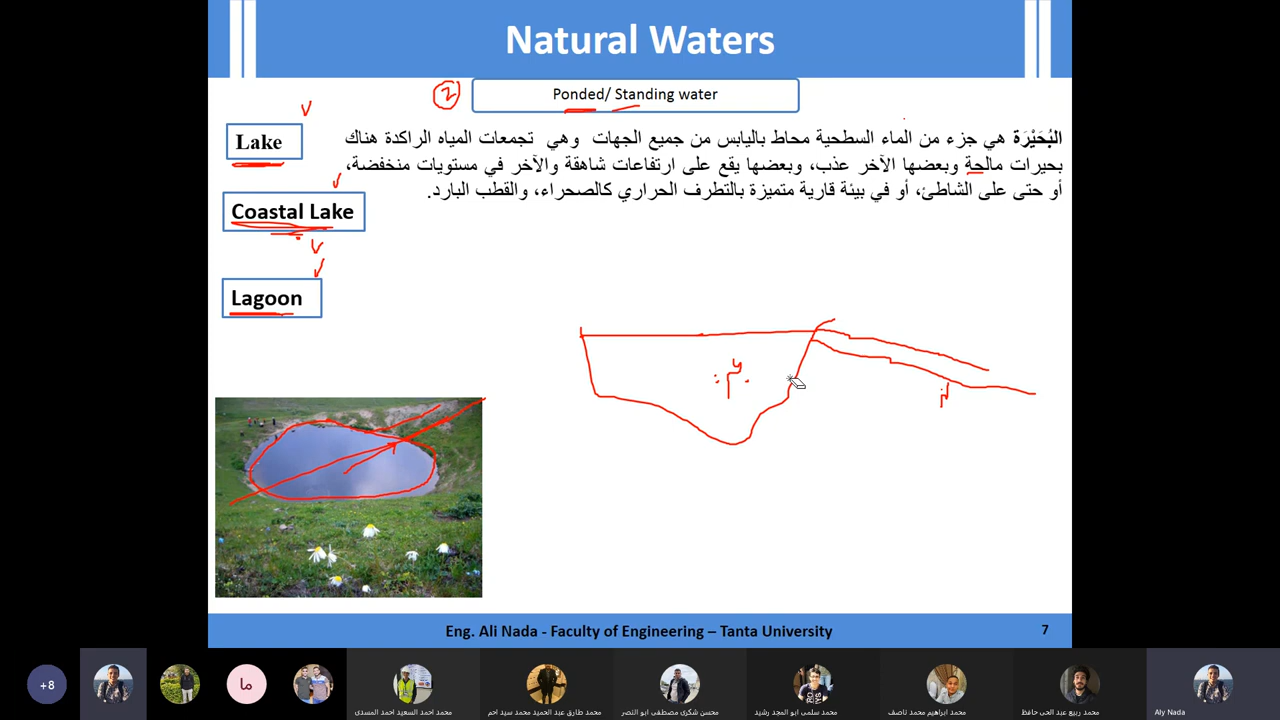 Natural Waters
2
Ponded/ Standing water
Lake
البُحَيْرَة هي جزء من الماء السطحية محاط باليابس من جميع الجهات وهي تجمعات المياه الراكدة هناك
بحيرات مالحة وبعضها الآخر عذب، وبعضها يقع على ارتفاعات شاهقة والآخر في مستويات منخفضة،
أو حتى على الشاطئ، أو في بيئة قارية متميزة بالتطرف الحراري كالصحراء، والقطب البارد.
Coastal Lake
Lagoon
Eng. Ali Nada - Faculty of Engineering – Tanta University
7
+8
ما
محمد احمد السعيد احمد المسدى
محمد طارق عبد الحميد محمد سيد احم
محسن شكرى مصطفى ابو النصر
محمد سلمى ابو المجد رشيد
محمد ابراهيم محمد ناصف
محمد ربيع عبد الحى حافظ
Aly Nada